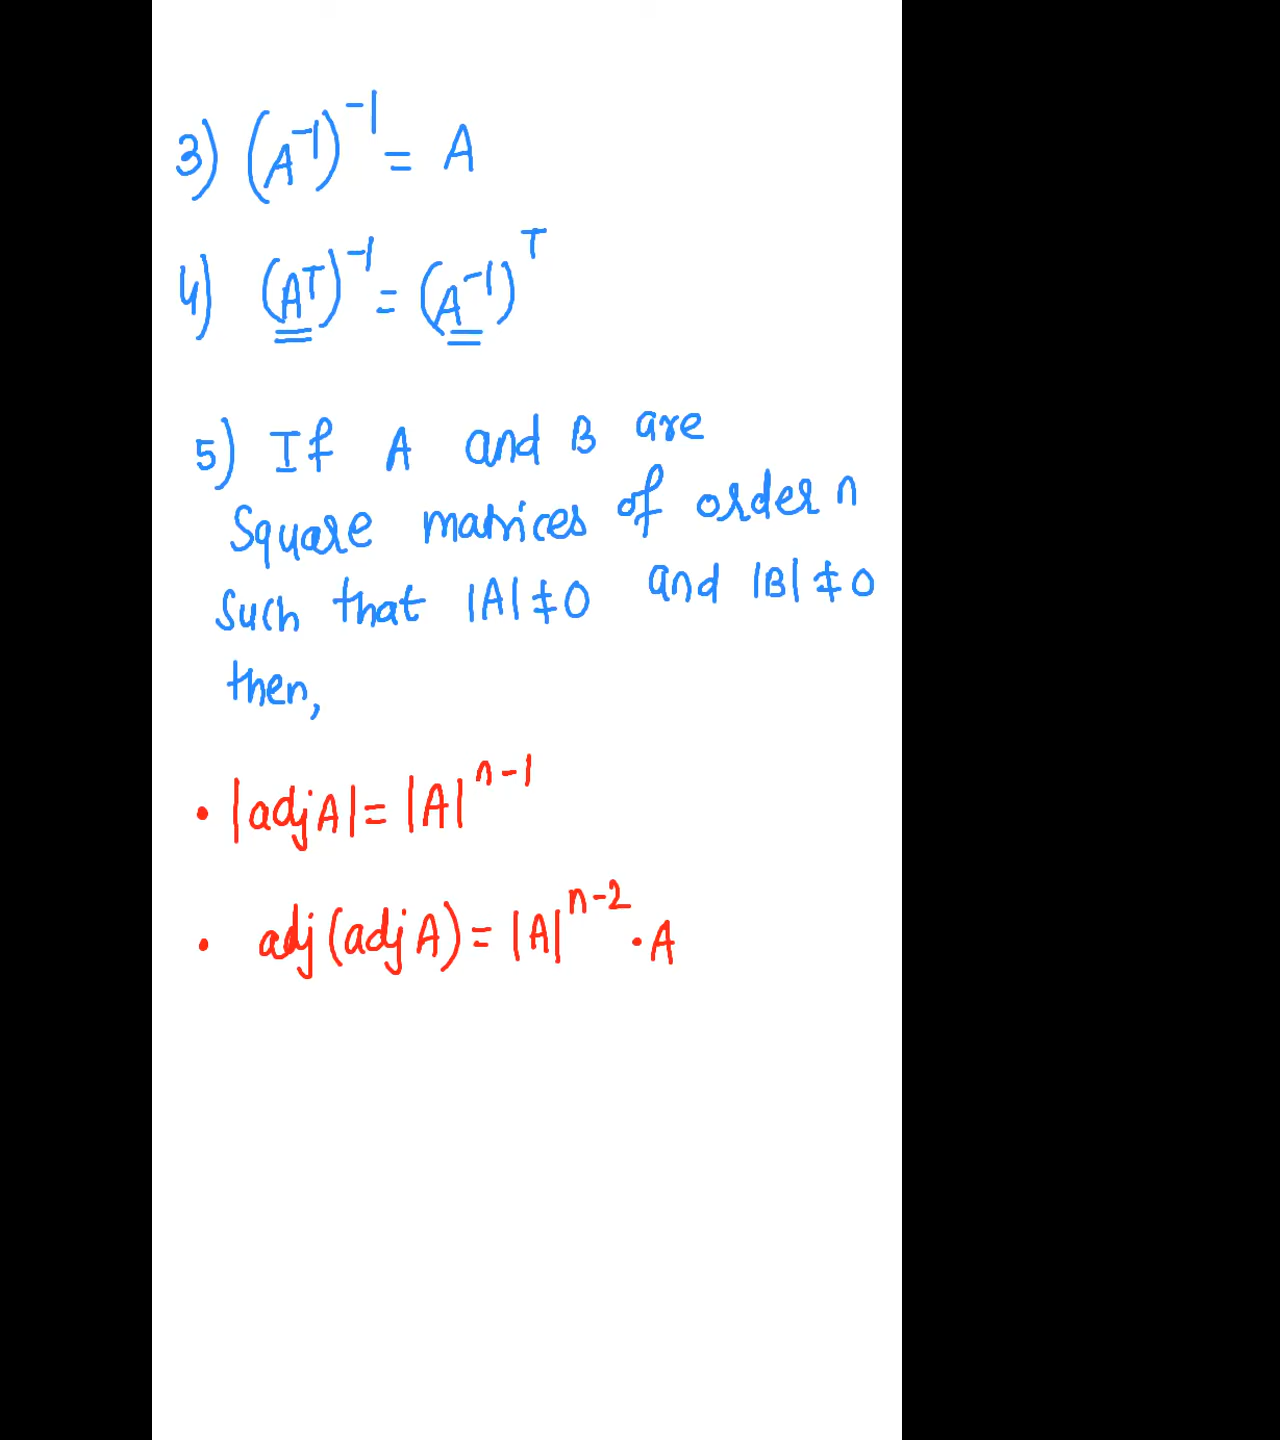 3) (A⁻¹)⁻¹ = A
4) (Aᵀ)⁻¹ = (A⁻¹)ᵀ
5) If A and B are
Square matrices of order n
Such that |A| ≠ 0 and |B| ≠ 0
then,
• |adj A| = |A|ⁿ⁻¹
• adj (adj A) = |A|ⁿ⁻² · A